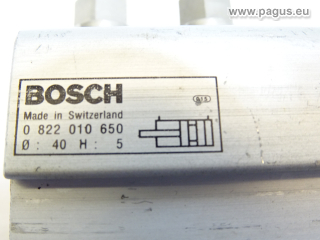 www.pagus.eu
BOSCH
Made in Switzerland
0 822 010 650
Ø : 40 H : 5